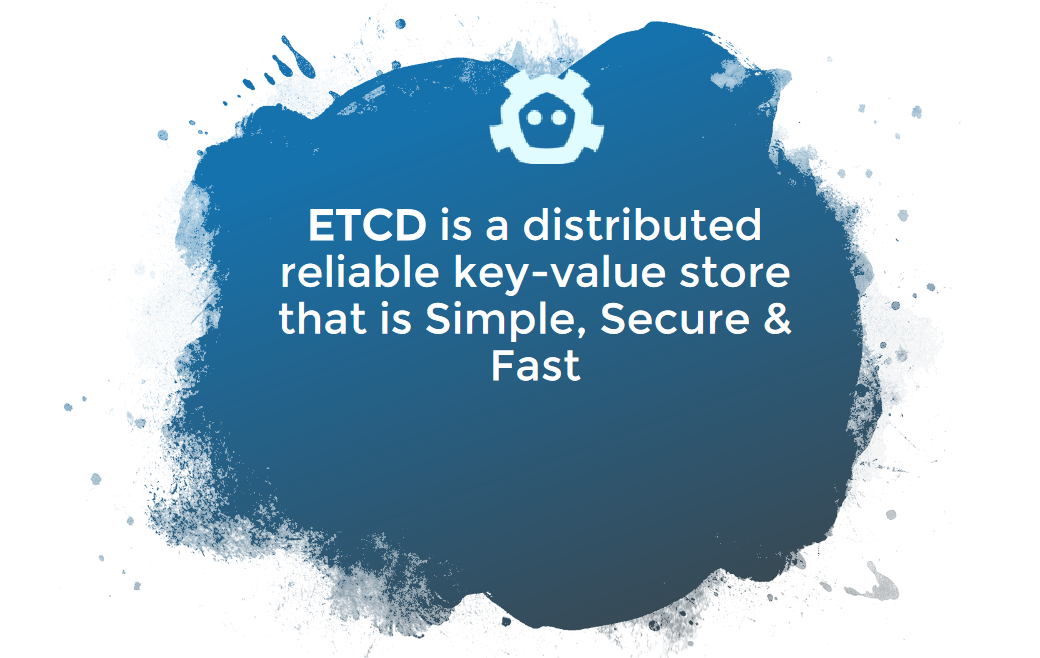 ETCD is a distributed
reliable key-value store
that is Simple, Secure &
Fast